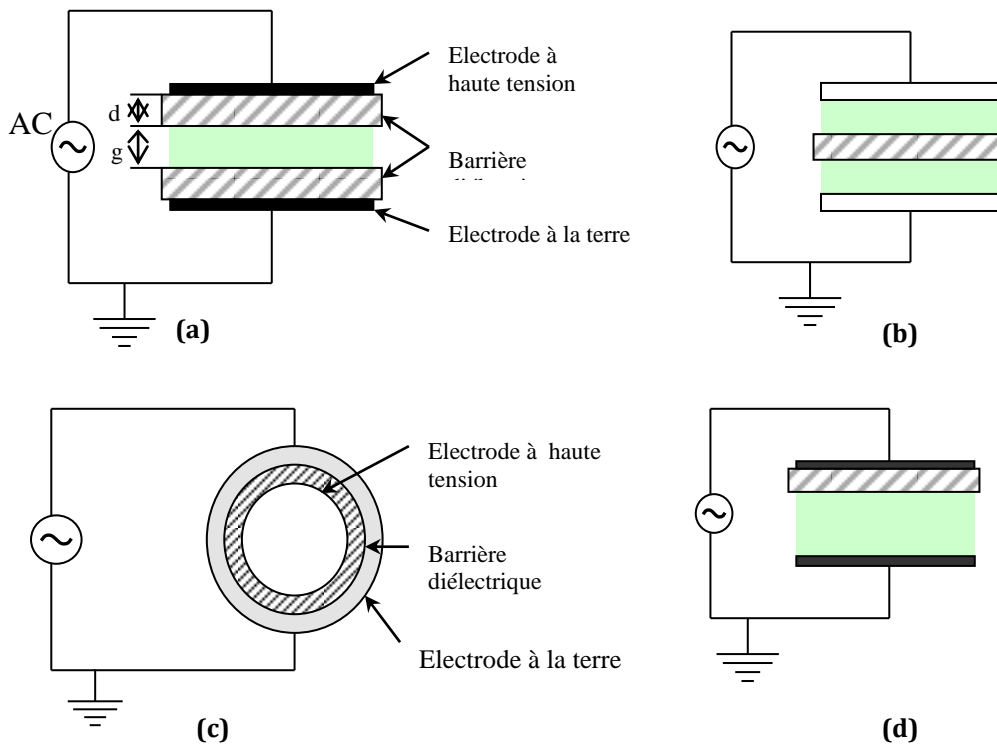 Electrode à
haute tension
d
AC
g
Barrière
Electrode à la terre
(a)
(b)
Electrode à haute
tension
Barrière
diélectrique
Electrode à la terre
(c)
(d)